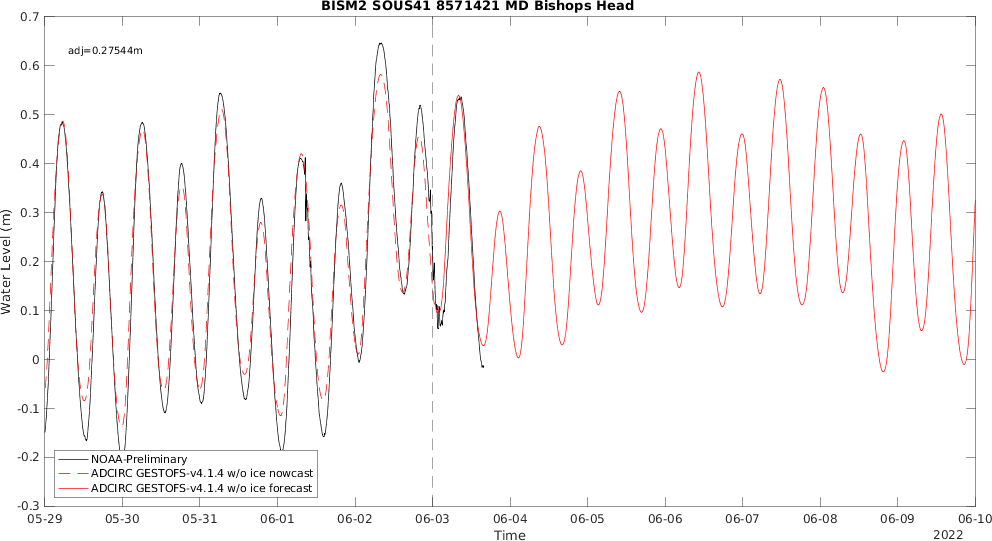 BISM2 SOUS41 8571421 MD Bishops Head
adj=0.27544m
Water Level (m)
0.7
0.6
0.5
0.4
0.3
0.2
0.1
0
-0.1
-0.2
-0.3
NOAA-Preliminary
ADCIRC GESTOFS-v4.1.4 w/o ice nowcast
ADCIRC GESTOFS-v4.1.4 w/o ice forecast
05-29 05-30 05-31 06-01 06-02 06-03 06-04 06-05 06-06 06-07 06-08 06-09 06-10
Time
2022